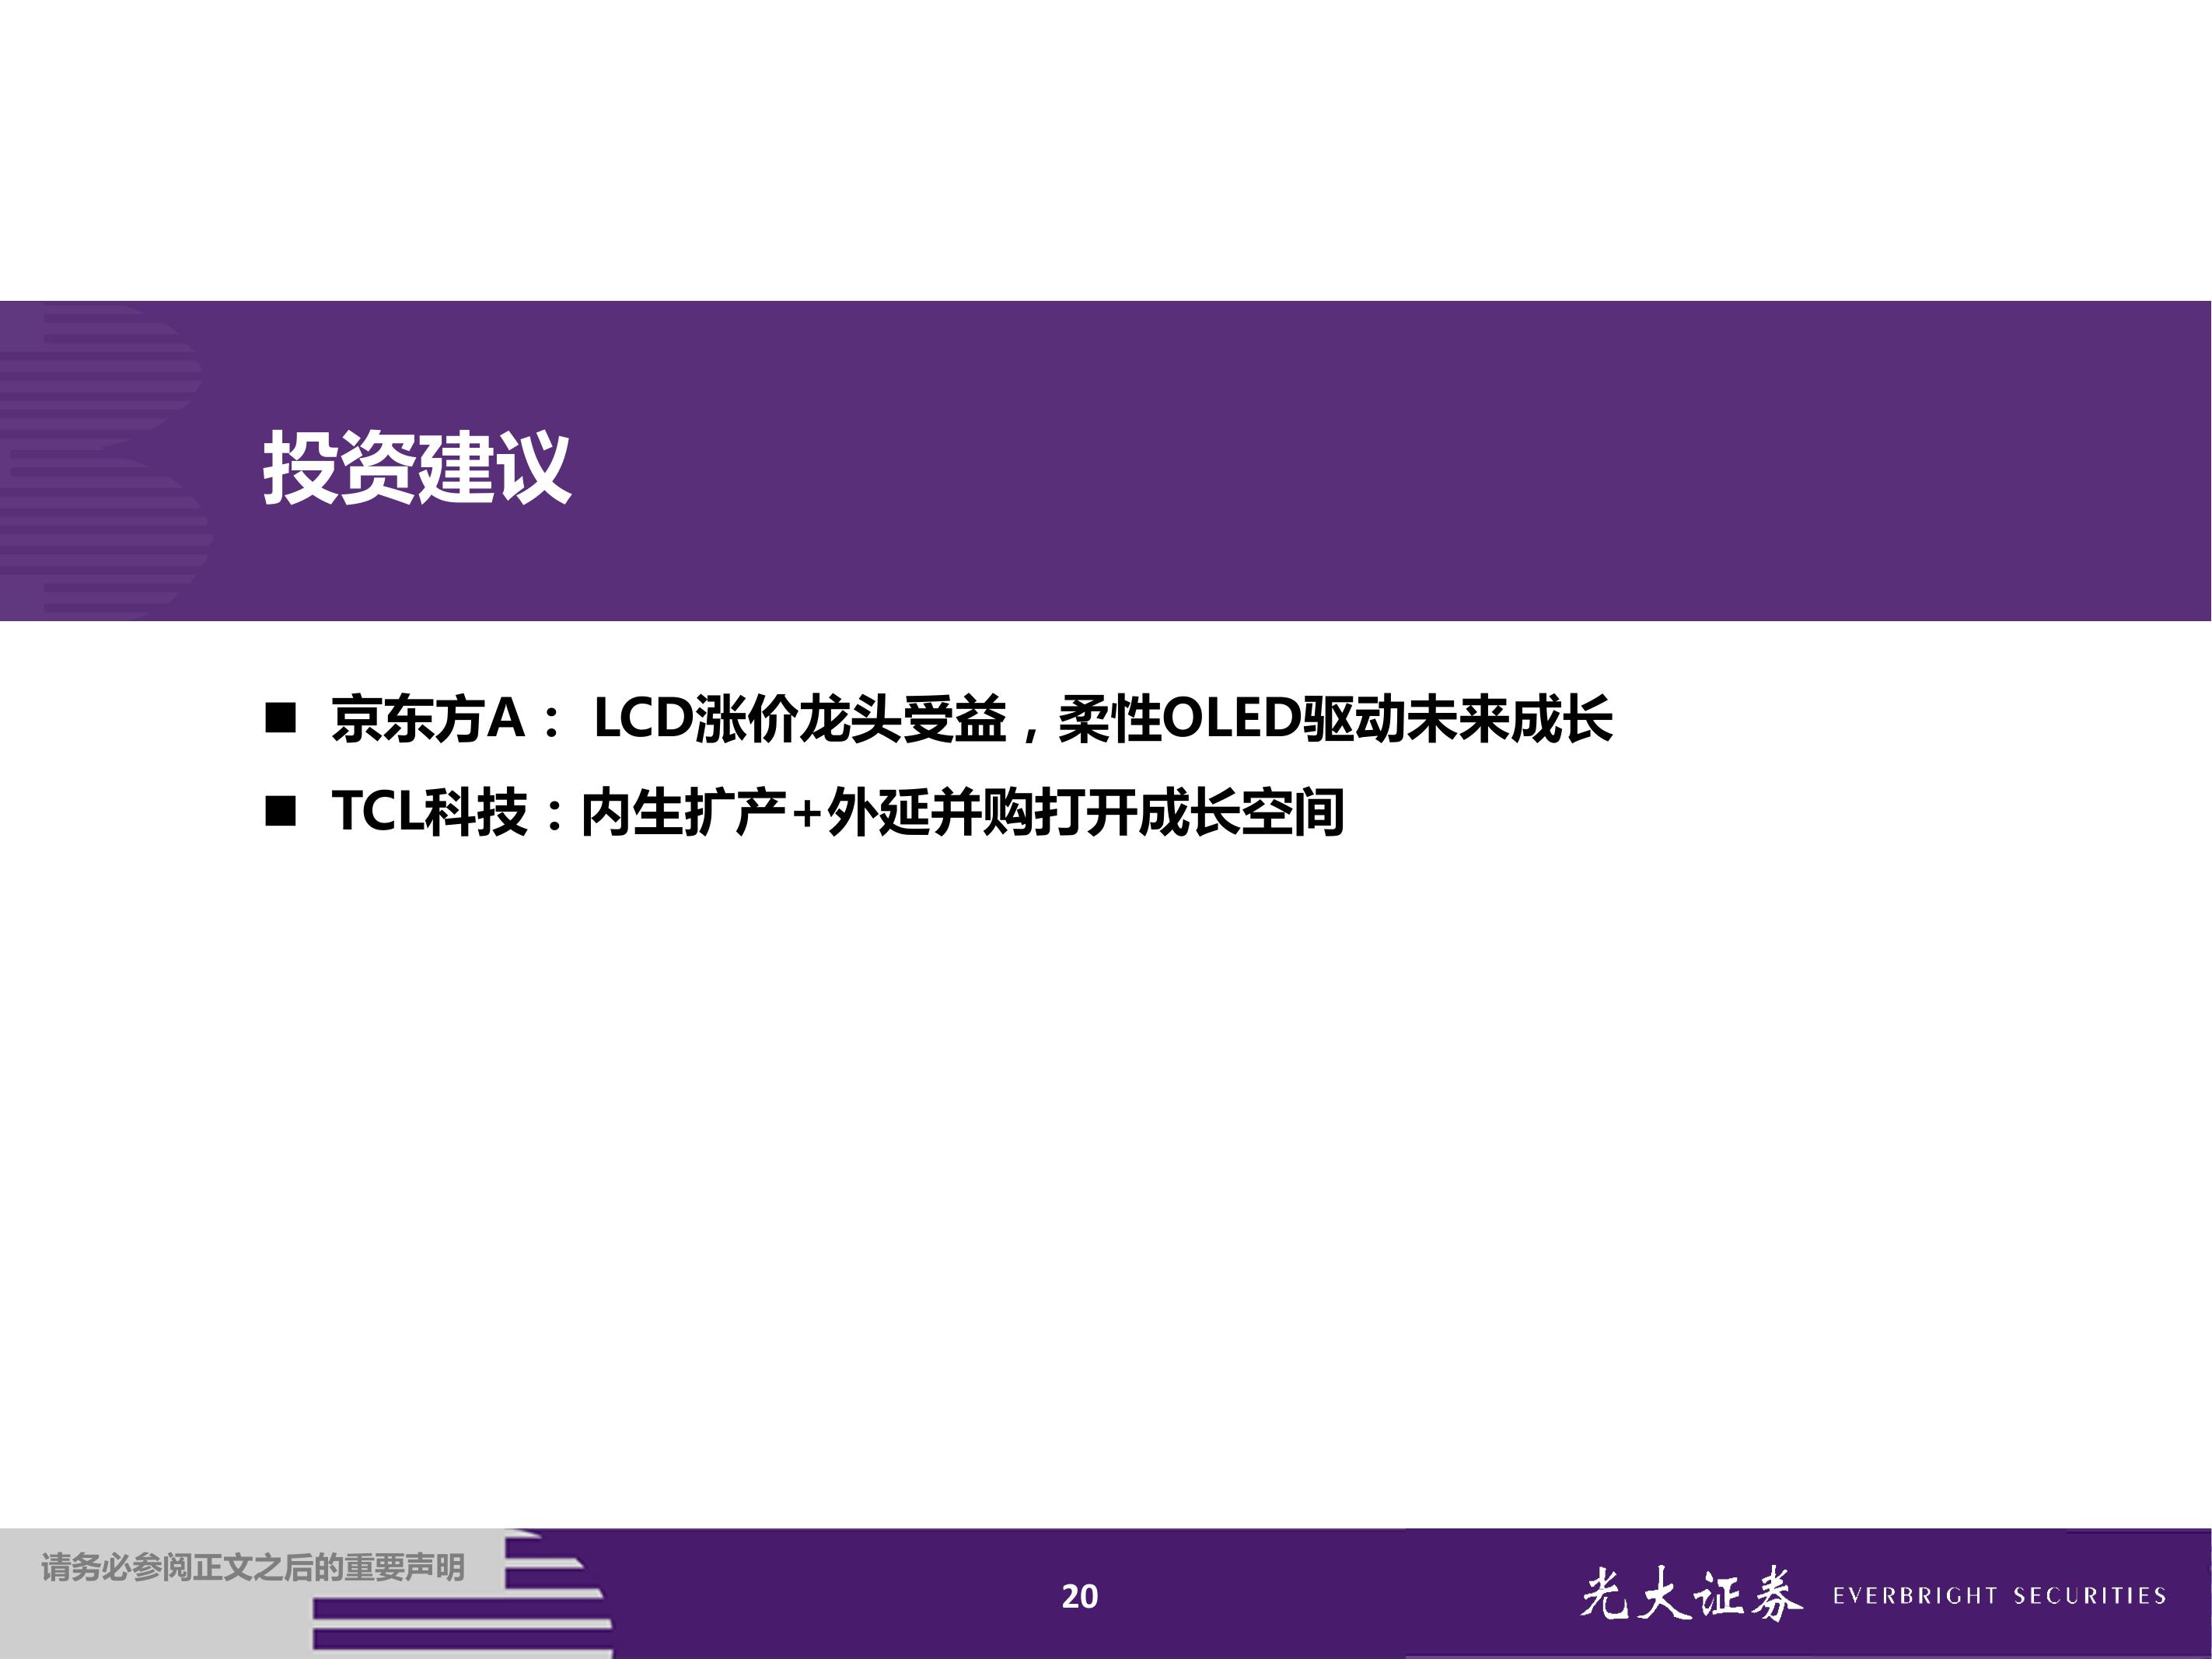 投资建议
■ 京东方A： LCD涨价龙头受益，柔性OLED驱动未来成长
■ TCL科技：内生扩产+外延并购打开成长空间
请务必参阅正文之后的重要声明
20
光大证券 EVERBRIGHT SECURITIES